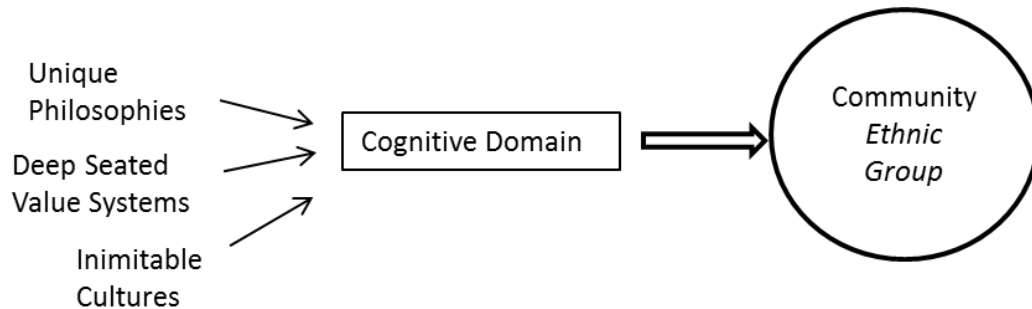 Unique
Philosophies
Deep Seated
Value Systems
Inimitable
Cultures
Cognitive Domain
Community
Ethnic
Group